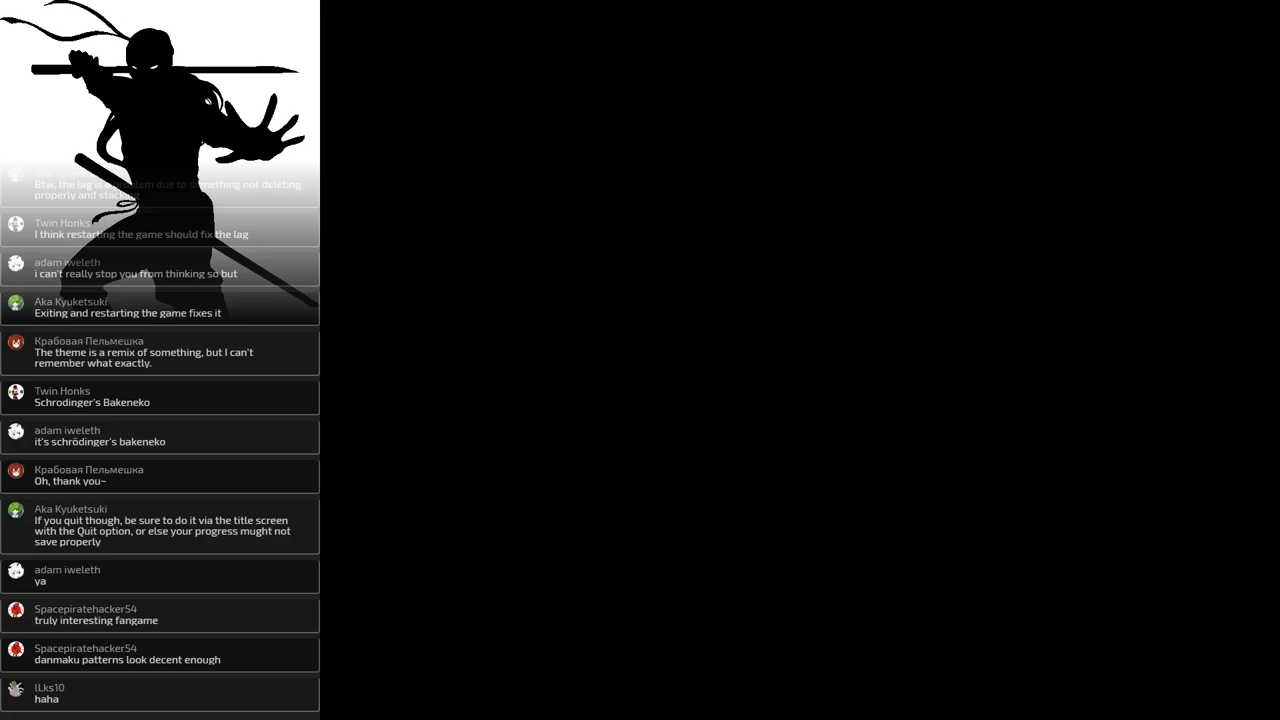 Btw, the lag is a problem due to something not deleting
properly and stacking
Twin Honks
I think restarting the game should fix the lag
adam iweleth
i can't really stop you from thinking so but
Aka Kyuketsuki
Exiting and restarting the game fixes it
Крабовая Пельмешка
The theme is a remix of something, but I can't
remember what exactly.
Twin Honks
Schrodinger's Bakeneko
adam iweleth
it's schrödinger's bakeneko
Крабовая Пельмешка
Oh, thank you~
Aka Kyuketsuki
If you quit though, be sure to do it via the title screen
with the Quit option, or else your progress mught not
save properly
adam iweleth
ya
Spacepiratehacker54
truly interesting fangame
Spacepiratehacker54
danmaku patterns look decent enough
lLks10
haha